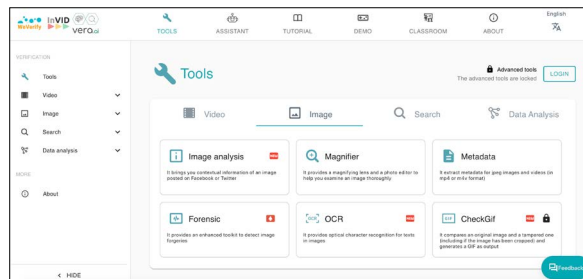 WeVerify
InVID
vera.ai
TOOLS
ASSISTANT
TUTORIAL
DEMO
CLASSROOM
ABOUT
English
VERIFICATION
Tools
Video
Image
Search
Data analysis
MORE
About
< HIDE
Tools
Advanced tools
The advanced tools are locked
LOGIN
Video
Image
Search
Data Analysis
Image analysis
It brings you contextual information of an image
posted on Facebook or Twitter
Magnifier
It provides a magnifying lens and a photo editor to
help you examine an image thoroughly
Metadata
It extract metadata for jpeg images and videos (in
mp4 or m4v format)
Forensic
It provides an enhanced toolkit to detect image
forgeries
OCR
OCR
It provides optical character recognition for texts
in images
GIF
CheckGif
It compares an original image and a tampered one
(including if the image has been cropped) and
generates a GIF as output
Feedback